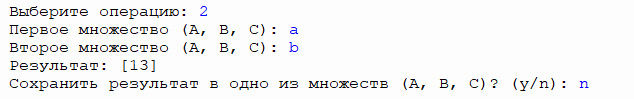 Выберите операцию: 2
Первое множество (A, B, C): a
Второе множество (A, B, C): b
Результат: [13]
Сохранить результат в одно из множеств (A, B, C)? (y/n): n